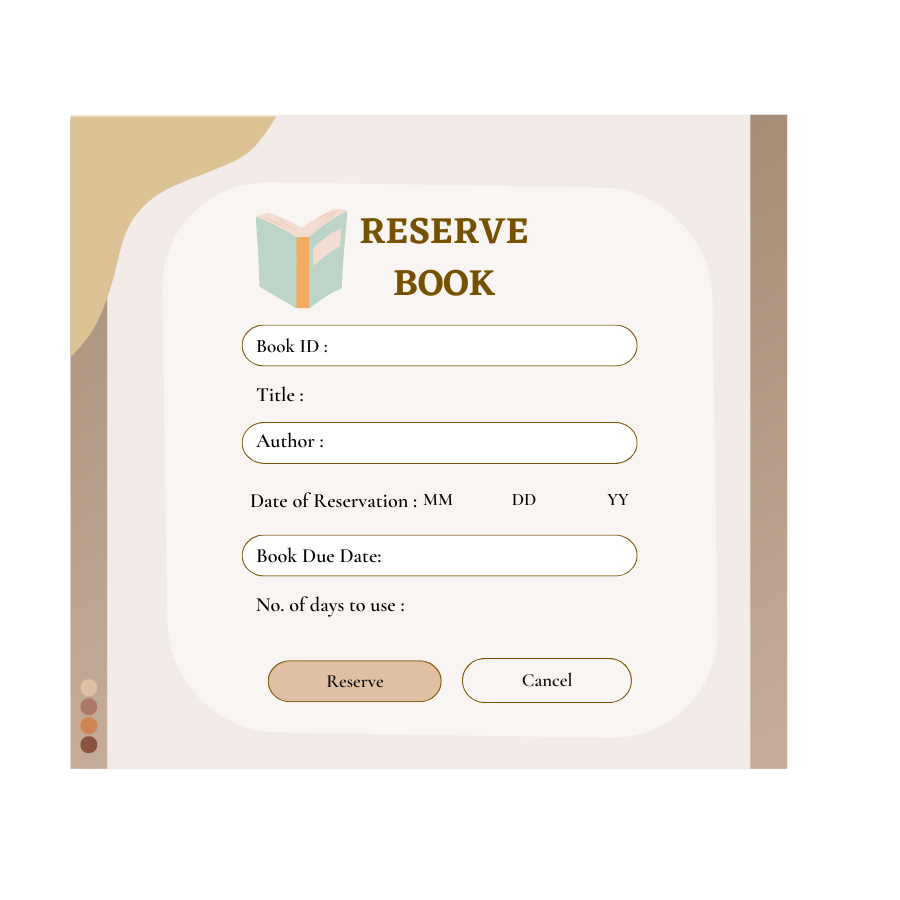 RESERVE
BOOK
Book ID :
Title :
Author :
Date of Reservation : MM DD YY
Book Due Date:
No. of days to use :
Reserve Cancel